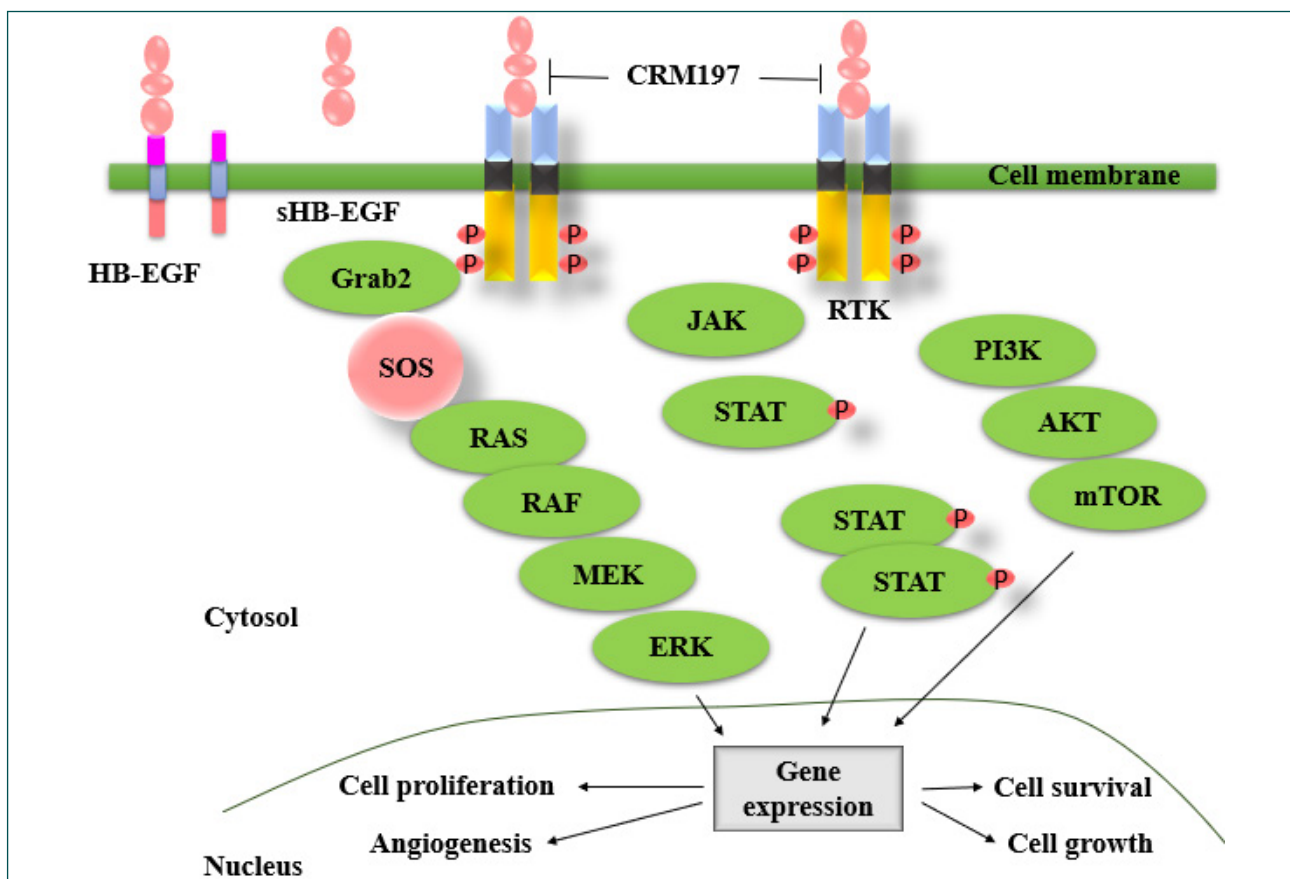 CRM197
Cell membrane
sHB-EGF
HB-EGF
P
P
P
P
P
P
P
P
Grab2
RTK
JAK
PI3K
SOS
STAT
P
AKT
RAS
mTOR
RAF
STAT
P
MEK
STAT
P
Cytosol
ERK
Gene
expression
Cell proliferation
Cell survival
Angiogenesis
Cell growth
Nucleus